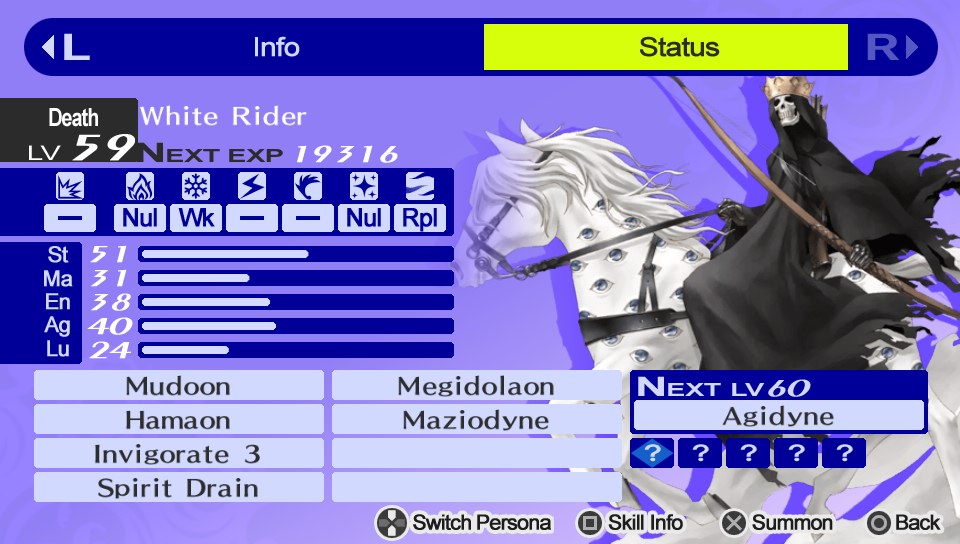 L Info Status R
Death White Rider
LV 59 NEXT EXP 19316
— Nul Wk — — Nul Rpl
St 51
Ma 31
En 38
Ag 40
Lu 24
Mudoon Megidolaon NEXT LV 60
Hamaon Maziodyne Agidyne
Invigorate 3 ? ? ? ? ?
Spirit Drain
Switch Persona Skill Info Summon Back